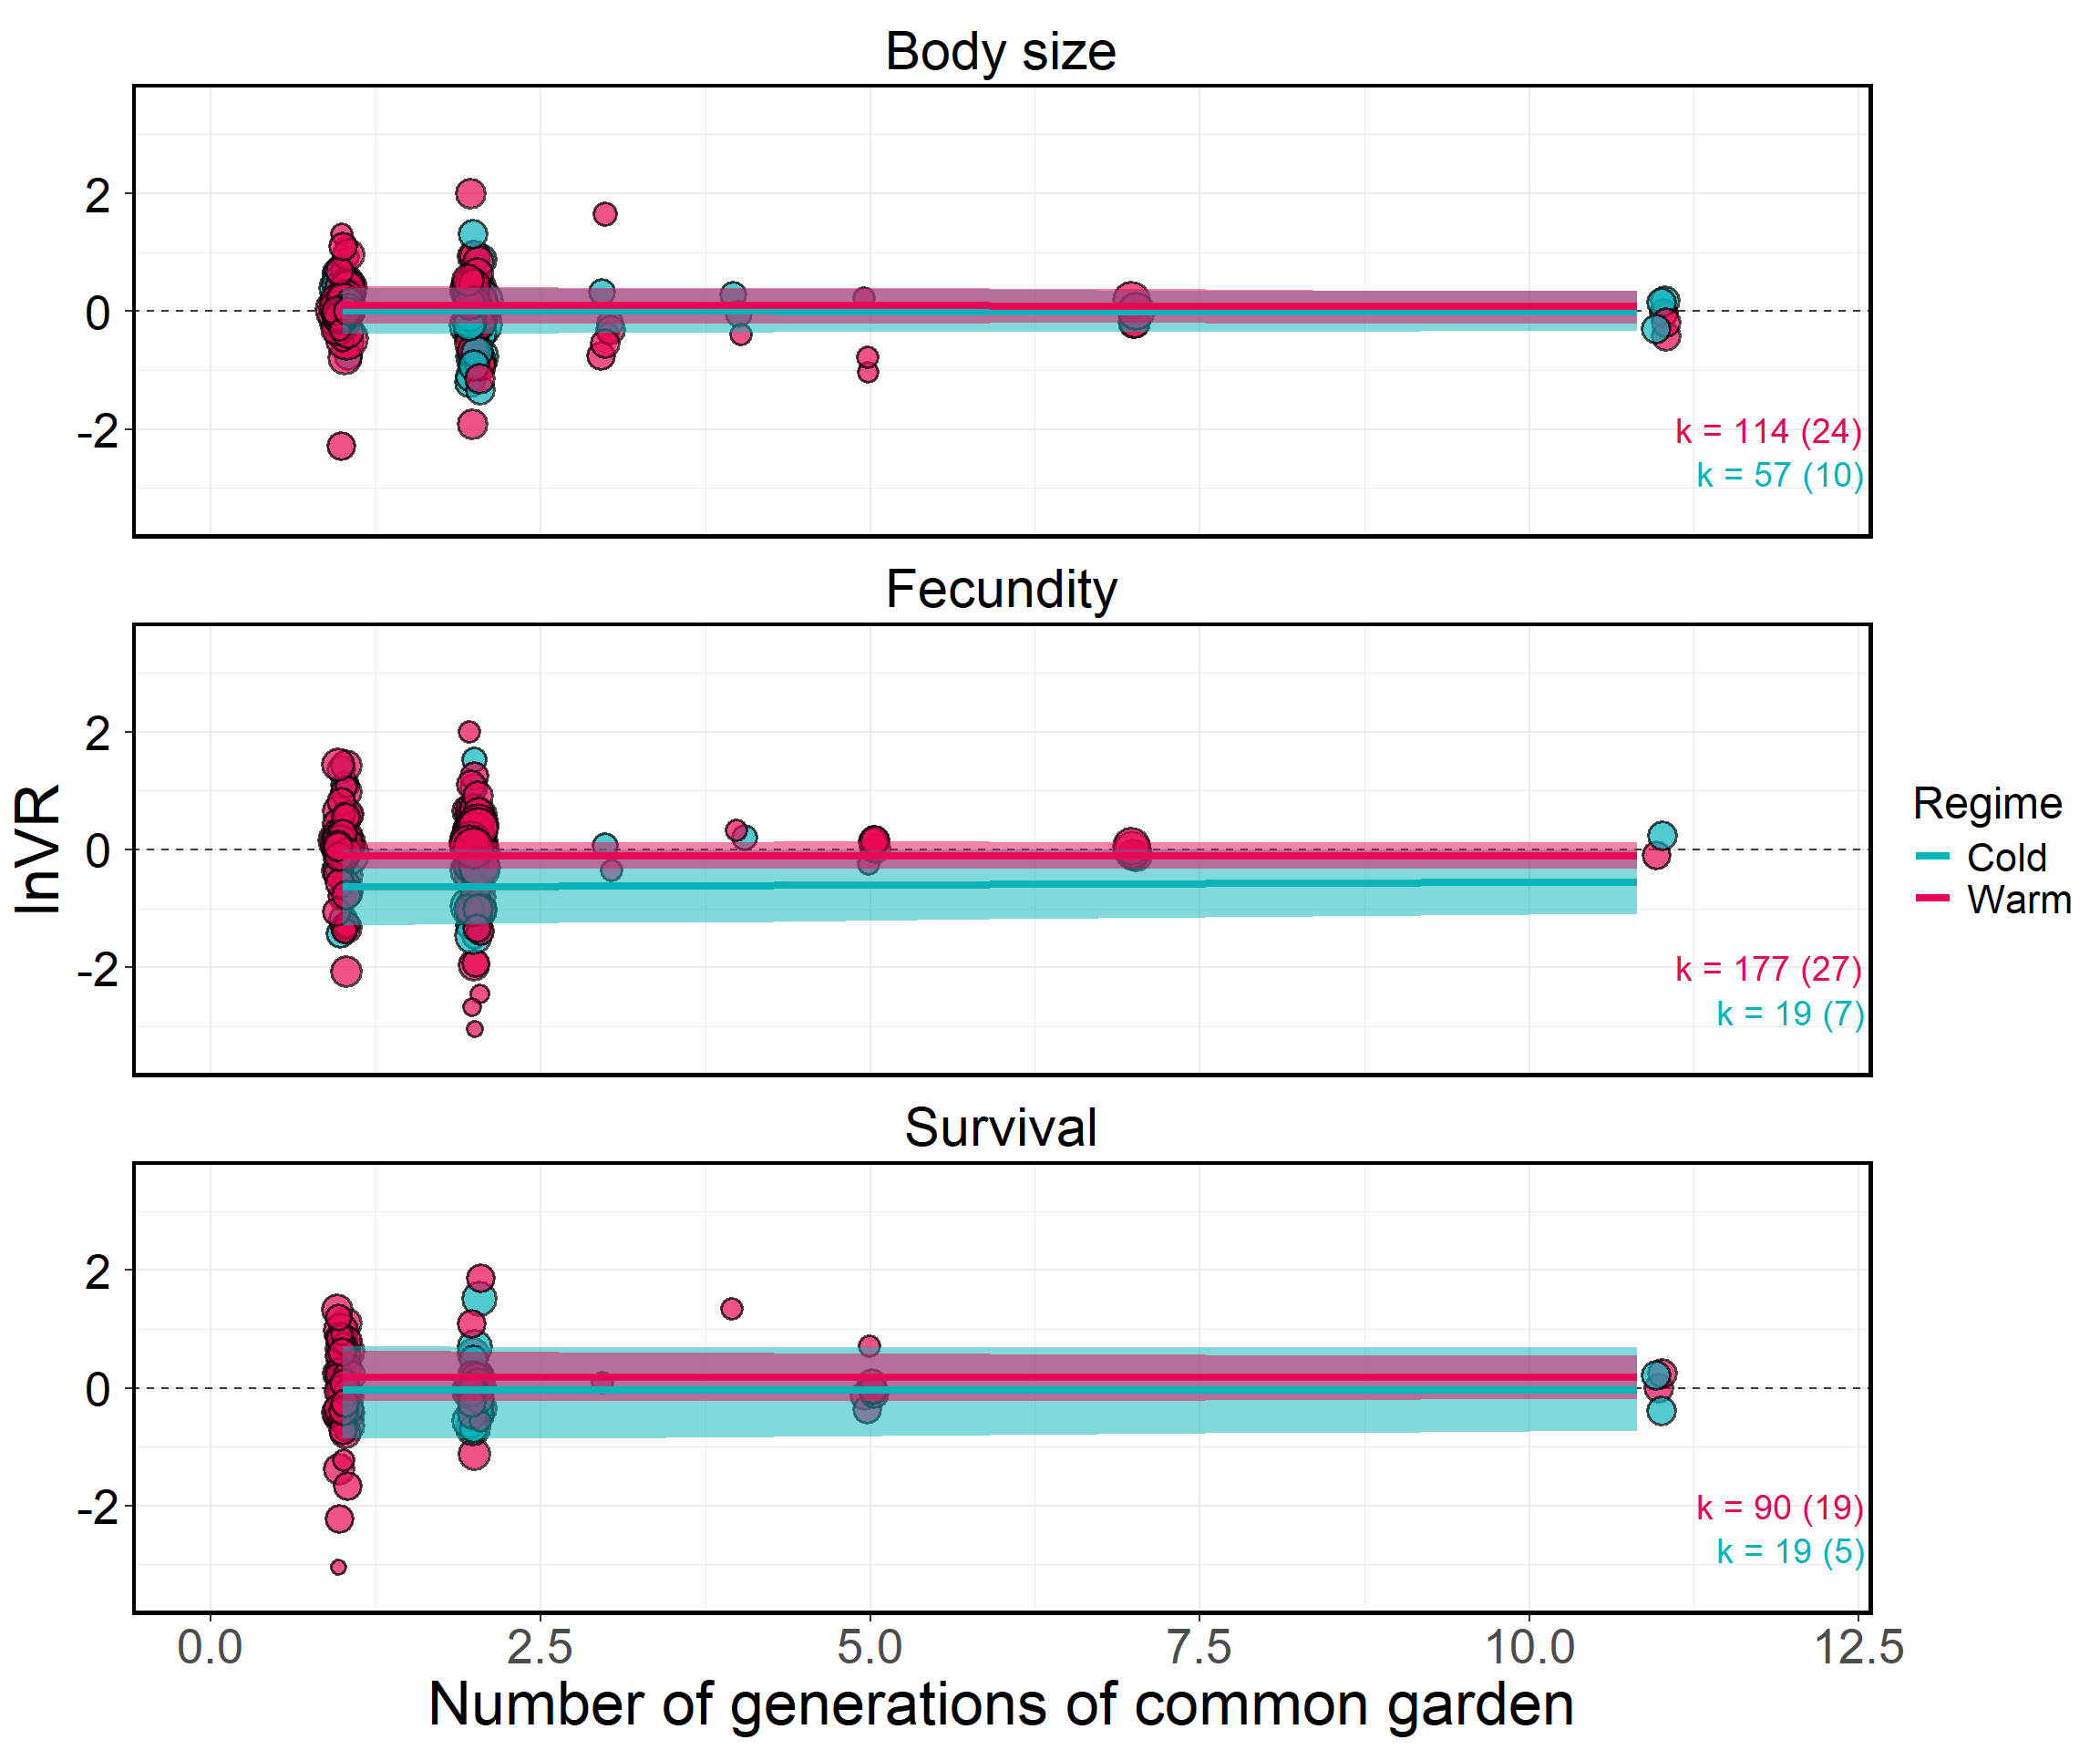 Body size
2
0
-2
k = 114 (24)
k = 57 (10)
Fecundity
2
0
-2
k = 177 (27)
k = 19 (7)
lnVR
Regime
Cold
Warm
Survival
2
0
-2
k = 90 (19)
k = 19 (5)
0.0 2.5 5.0 7.5 10.0 12.5
Number of generations of common garden